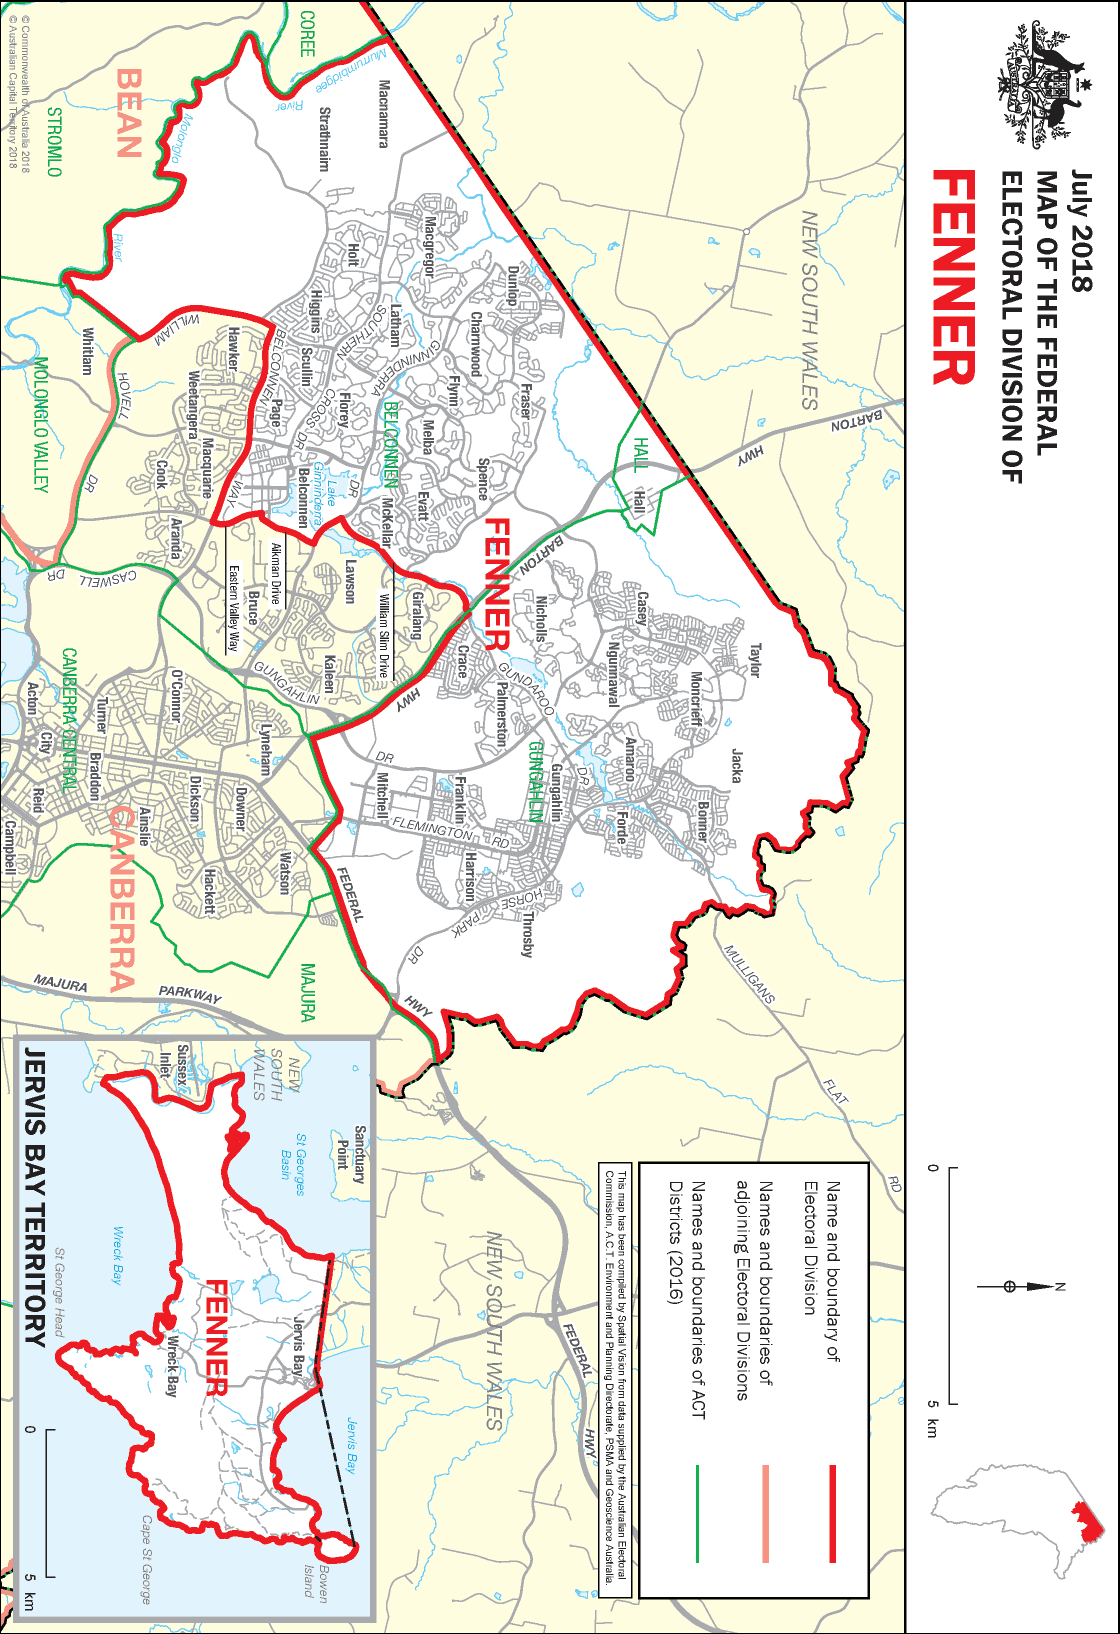 July 2018
MAP OF THE FEDERAL
ELECTORAL DIVISION OF
FENNER
0 5 km
N
Name and boundary of
Electoral Division
Names and boundaries of
adjoining Electoral Divisions
Names and boundaries of ACT
Districts (2016)
This map has been compiled by Spatial Vision from data supplied by the Australian Electoral
Commission, A.C.T. Environment and Planning Directorate, PSMA and Geoscience Australia.
NEW SOUTH WALES
BARTON
HWY
MULLIGANS
FLAT
RD
Taylor
Jacka
Bonner
Moncrieff
Casey
Ngunnawal
Amaroo
Forde
HALL
Hall
Nicholls
GUNDAROO
DR
Gungahlin
GUNGAHLIN
Palmerston
Crace
BARTON
FENNER
Throsby
HORSE
PARK
DR
Harrison
Franklin
FLEMINGTON
RD
Mitchell
DR
HWY
Dunlop
Fraser
Charnwood
Spence
Flynn
Macgregor
Melba
Evatt
GINNINDERRA
DR
Latham
BELCONNEN
McKellar
Macnamara
Murrumbidgee
River
Strathnairn
Holt
SOUTHERN
CROSS
DR
Florey
Higgins
Scullin
Lake
Ginninderra
Belconnen
Page
BELCONNEN
WAY
COREE
Giralang
William Slim Drive
Lawson
Kaleen
GUNGAHLIN
Aikman Drive
Bruce
Eastern Valley Way
FEDERAL
HWY
MAJURA
Hawker
Weetangera
Macquarie
Cook
Aranda
WILLIAM
HOVELL
DR
CASWELL
DR
Whitlam
MOLONGLO VALLEY
Molonglo
River
BEAN
STROMLO
Watson
Lyneham
Downer
Hackett
Dickson
O'Connor
Ainslie
CANBERRA
Turner
Braddon
CANBERRA CENTRAL
City
Acton
Reid
Campbell
MAJURA
PARKWAY
NEW SOUTH WALES
FEDERAL
HWY
© Commonwealth of Australia 2018
© Australian Capital Territory 2018
Sanctuary
Point
NEW
SOUTH
WALES
St Georges
Basin
Sussex
Inlet
Jervis Bay
Jervis Bay
FENNER
Wreck Bay
Wreck Bay
Bowen
Island
St George Head
Cape St George
JERVIS BAY TERRITORY
0 5 km